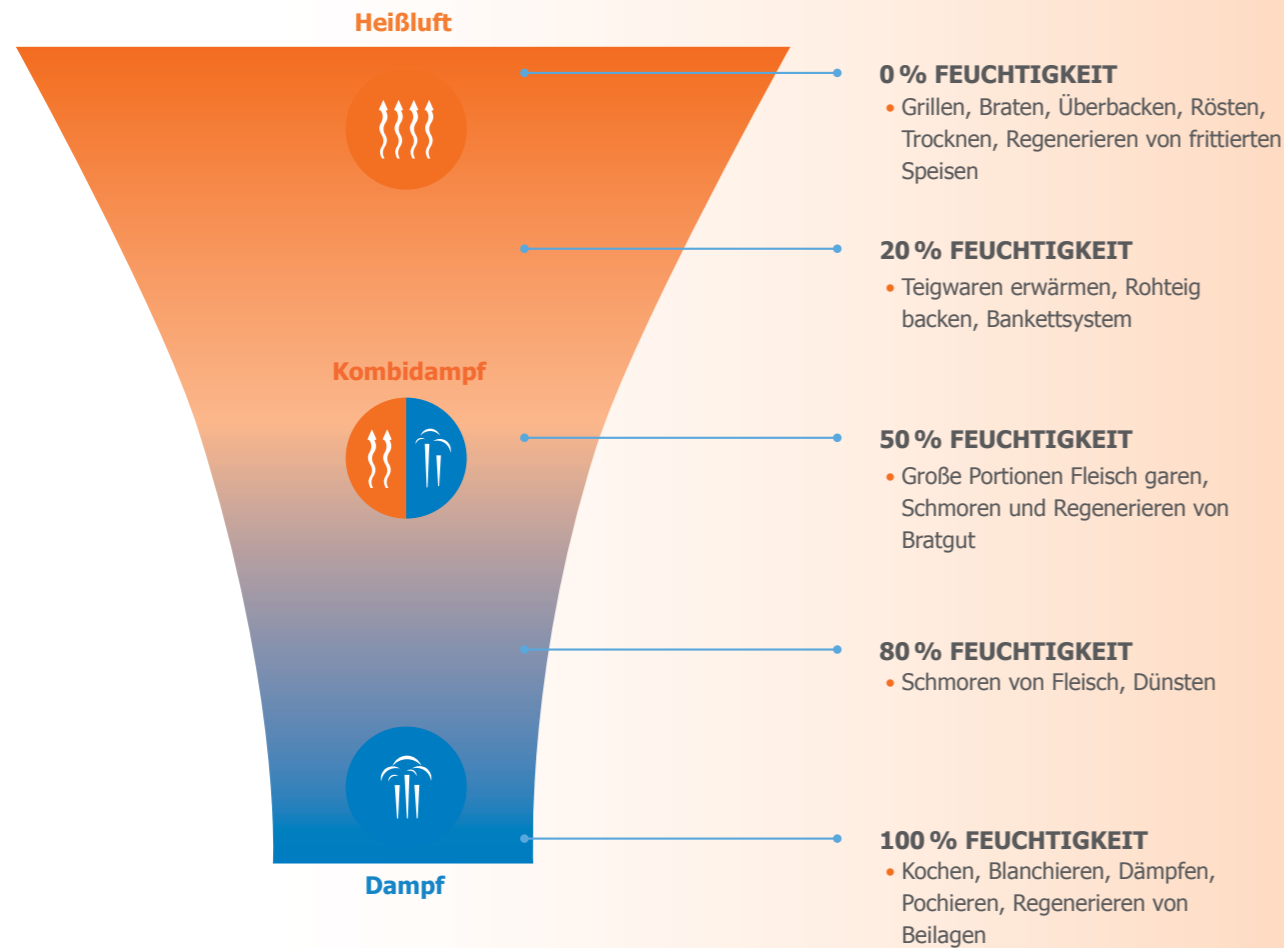 Heißluft
0 % FEUCHTIGKEIT
• Grillen, Braten, Überbacken, Rösten,
Trocknen, Regenerieren von frittierten
Speisen
20 % FEUCHTIGKEIT
• Teigwaren erwärmen, Rohteig
backen, Bankettsystem
Kombidampf
50 % FEUCHTIGKEIT
• Große Portionen Fleisch garen,
Schmoren und Regenerieren von
Bratgut
80 % FEUCHTIGKEIT
• Schmoren von Fleisch, Dünsten
100 % FEUCHTIGKEIT
• Kochen, Blanchieren, Dämpfen,
Pochieren, Regenerieren von
Beilagen
Dampf